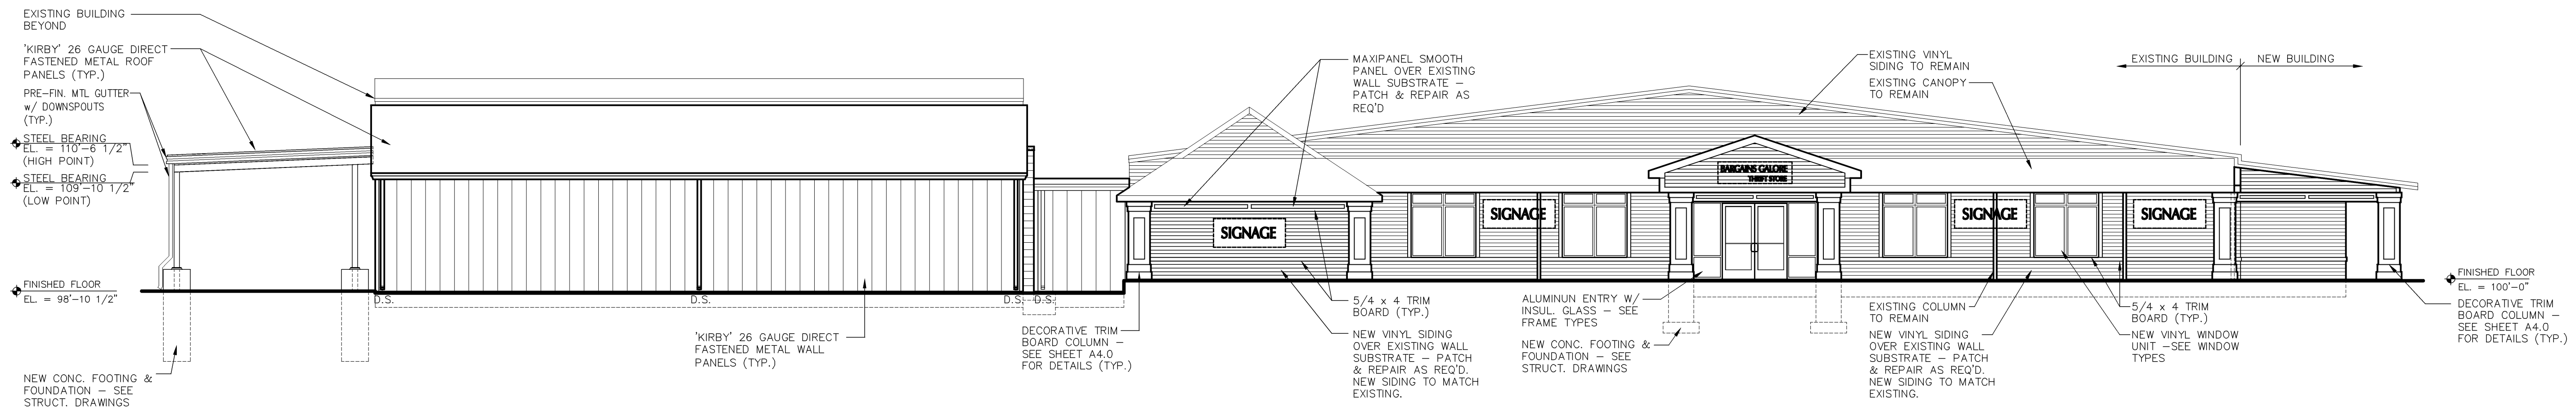 EXISTING BUILDING
BEYOND
'KIRBY' 26 GAUGE DIRECT
FASTENED METAL ROOF
PANELS (TYP.)
PRE-FIN. MTL GUTTER
w/ DOWNSPOUTS
(TYP.)
STEEL BEARING
EL. = 110'-6 1/2"
(HIGH POINT)
STEEL BEARING
EL. = 109'-10 1/2"
(LOW POINT)
FINISHED FLOOR
EL. = 98'-10 1/2"
NEW CONC. FOOTING &
FOUNDATION - SEE
STRUCT. DRAWINGS
D.S.
D.S.
D.S.
D.S.
'KIRBY' 26 GAUGE DIRECT
FASTENED METAL WALL
PANELS (TYP.)
DECORATIVE TRIM
BOARD COLUMN -
SEE SHEET A4.0
FOR DETAILS (TYP.)
MAXIPANEL SMOOTH
PANEL OVER EXISTING
WALL SUBSTRATE -
PATCH & REPAIR AS
REQ'D
SIGNAGE
SIGNAGE
BARGAINS GALORE
THRIFT STORE
SIGNAGE
SIGNAGE
5/4 x 4 TRIM
BOARD (TYP.)
NEW VINYL SIDING
OVER EXISTING WALL
SUBSTRATE - PATCH
& REPAIR AS REQ'D.
NEW SIDING TO MATCH
EXISTING.
ALUMINUN ENTRY W/
INSUL. GLASS - SEE
FRAME TYPES
NEW CONC. FOOTING &
FOUNDATION - SEE
STRUCT. DRAWINGS
EXISTING VINYL
SIDING TO REMAIN
EXISTING CANOPY
TO REMAIN
EXISTING BUILDING
NEW BUILDING
EXISTING COLUMN
TO REMAIN
NEW VINYL SIDING
OVER EXISTING WALL
SUBSTRATE - PATCH
& REPAIR AS REQ'D.
NEW SIDING TO MATCH
EXISTING.
5/4 x 4 TRIM
BOARD (TYP.)
NEW VINYL WINDOW
UNIT -SEE WINDOW
TYPES
FINISHED FLOOR
EL. = 100'-0"
DECORATIVE TRIM
BOARD COLUMN -
SEE SHEET A4.0
FOR DETAILS (TYP.)